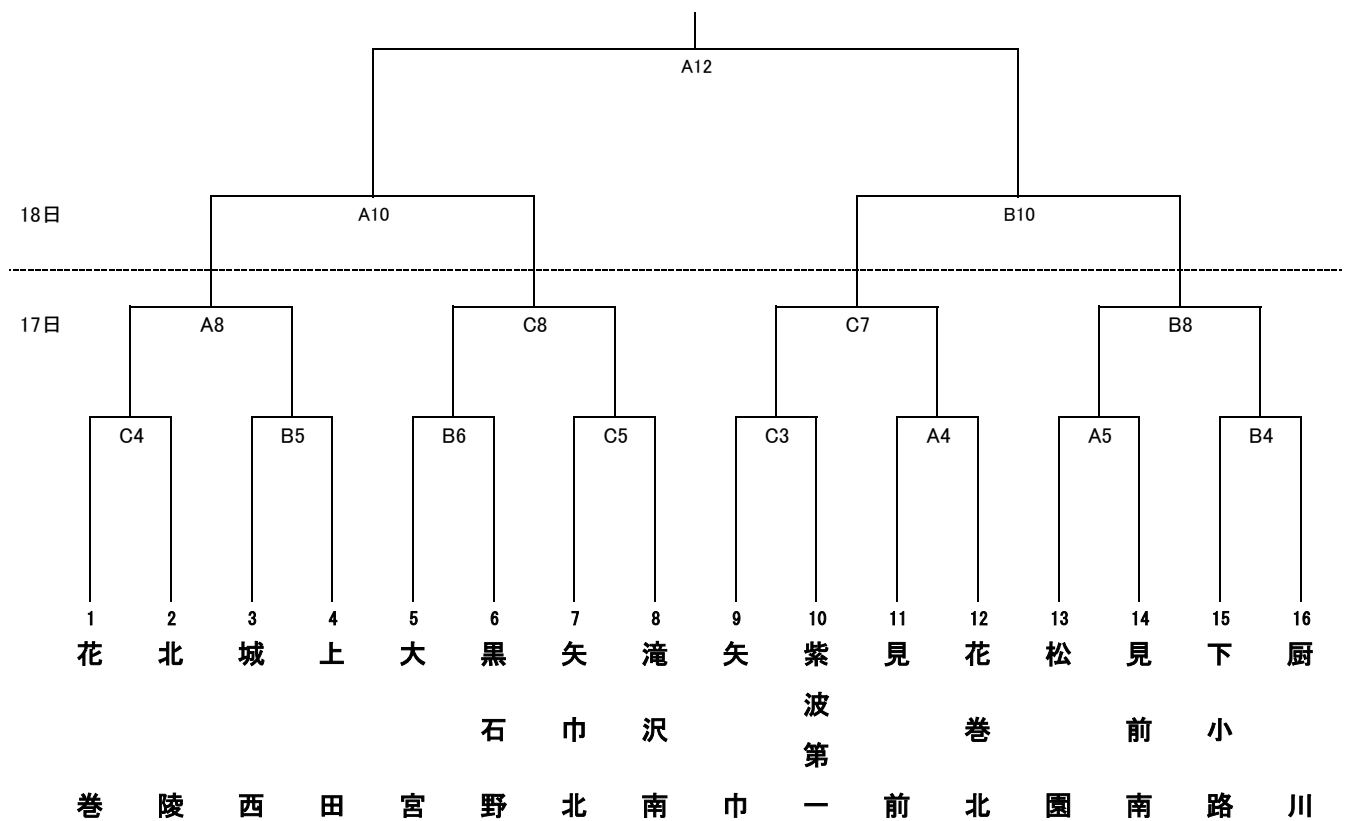 A12
18日
A10
B10
17日
A8
C8
C7
B8
C4
B5
B6
C5
C3
A4
A5
B4
1
2
3
4
5
6
7
8
9
10
11
12
13
14
15
16
花巻
北陵
城西
上田
大宮
黒石野
矢巾北
滝沢南
矢巾
紫波第一
見前
花巻北
松園
見前南
下小路
厨川